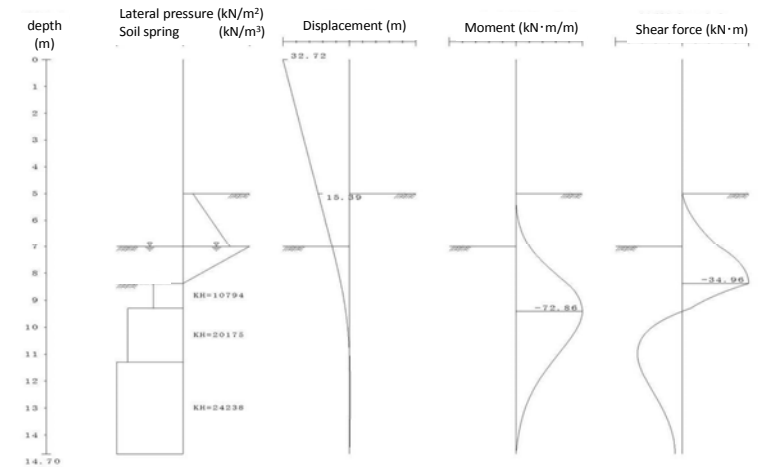 depth
(m)
Lateral pressure (kN/m²)
Soil spring (kN/m³)
Displacement (m)
Moment (kN·m/m)
Shear force (kN·m)
0
1
2
3
4
5
6
7
8
9
10
11
12
13
14
14.70
KH=10794
KH=20175
KH=24238
32.72
15.39
-72.86
-34.96